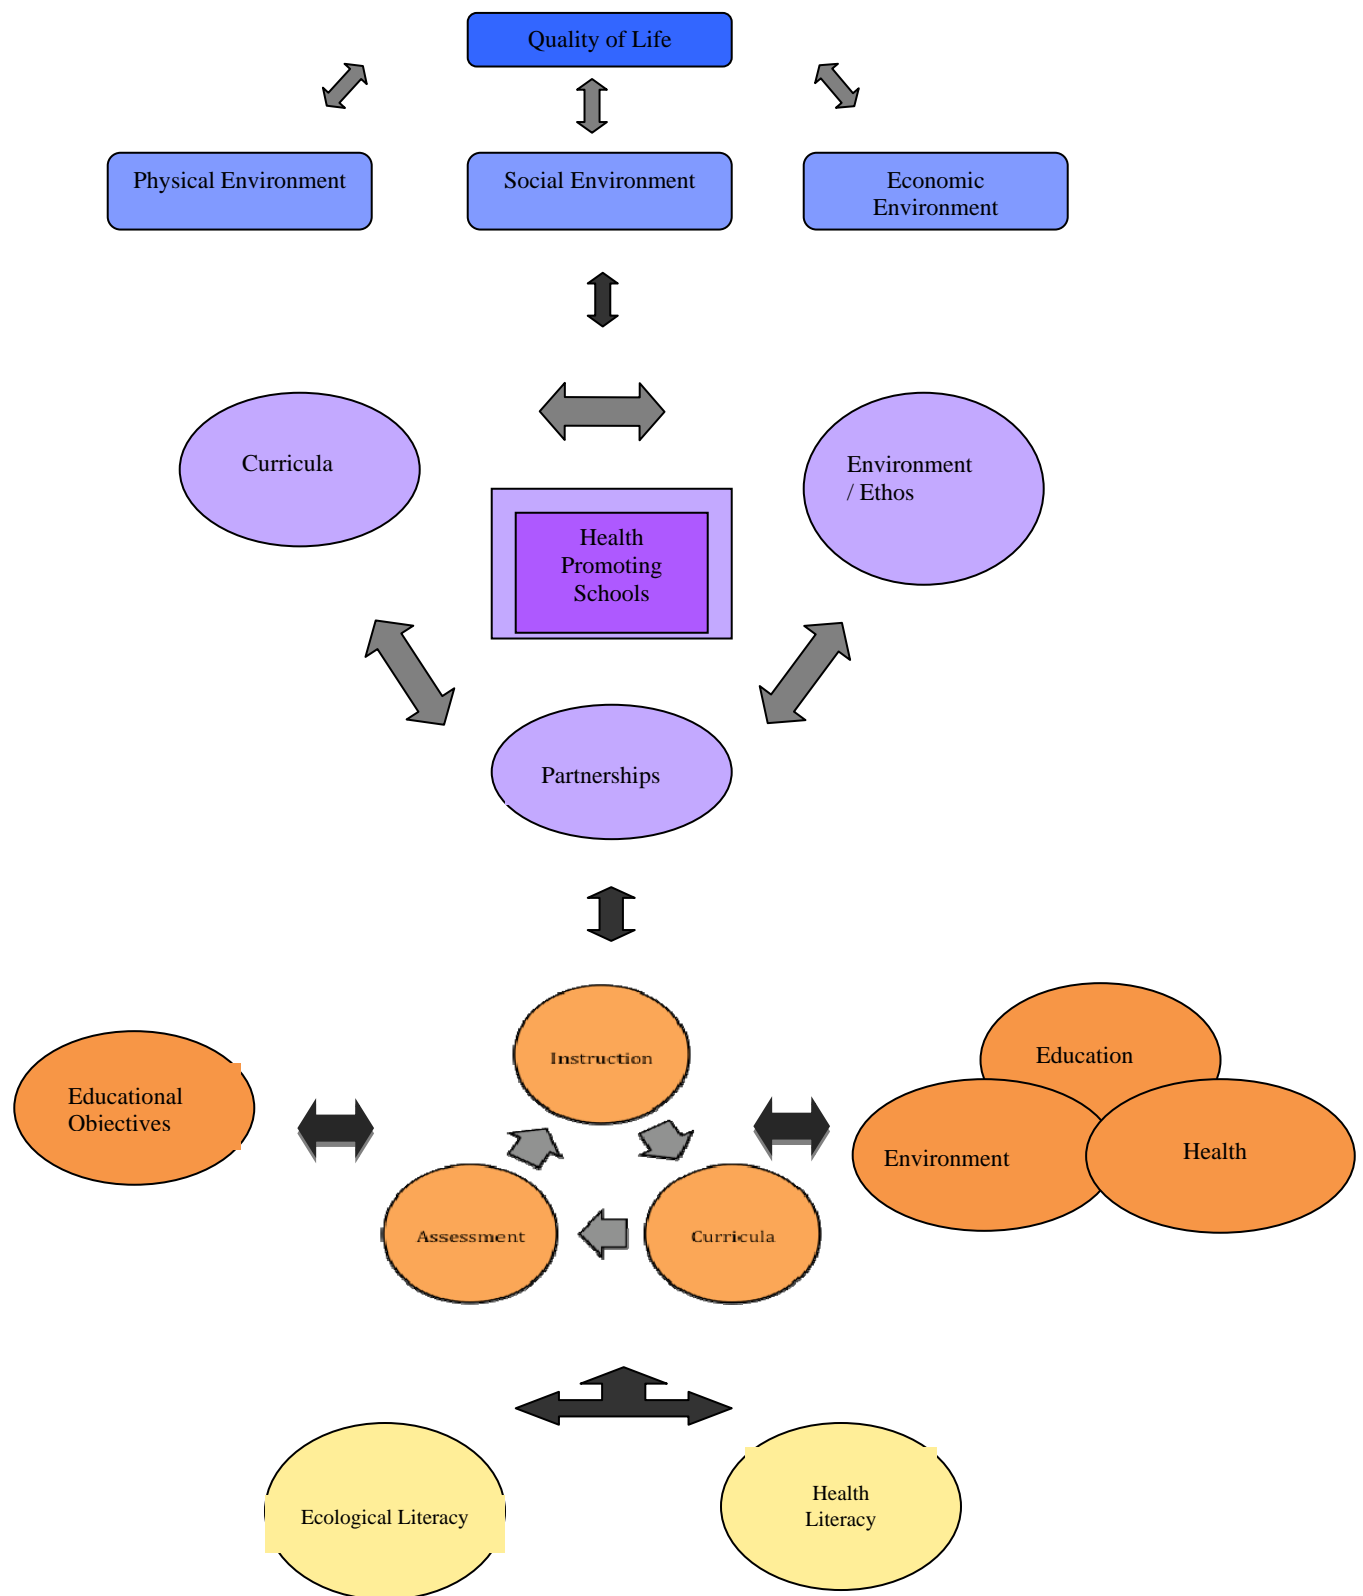 Quality of Life
Physical Environment
Social Environment
Economic
Environment
Curricula
Environment
/ Ethos
Health
Promoting
Schools
Partnerships
Instruction
Education
Educational
Objectives
Environment
Health
Assessment
Curricula
Ecological Literacy
Health
Literacy